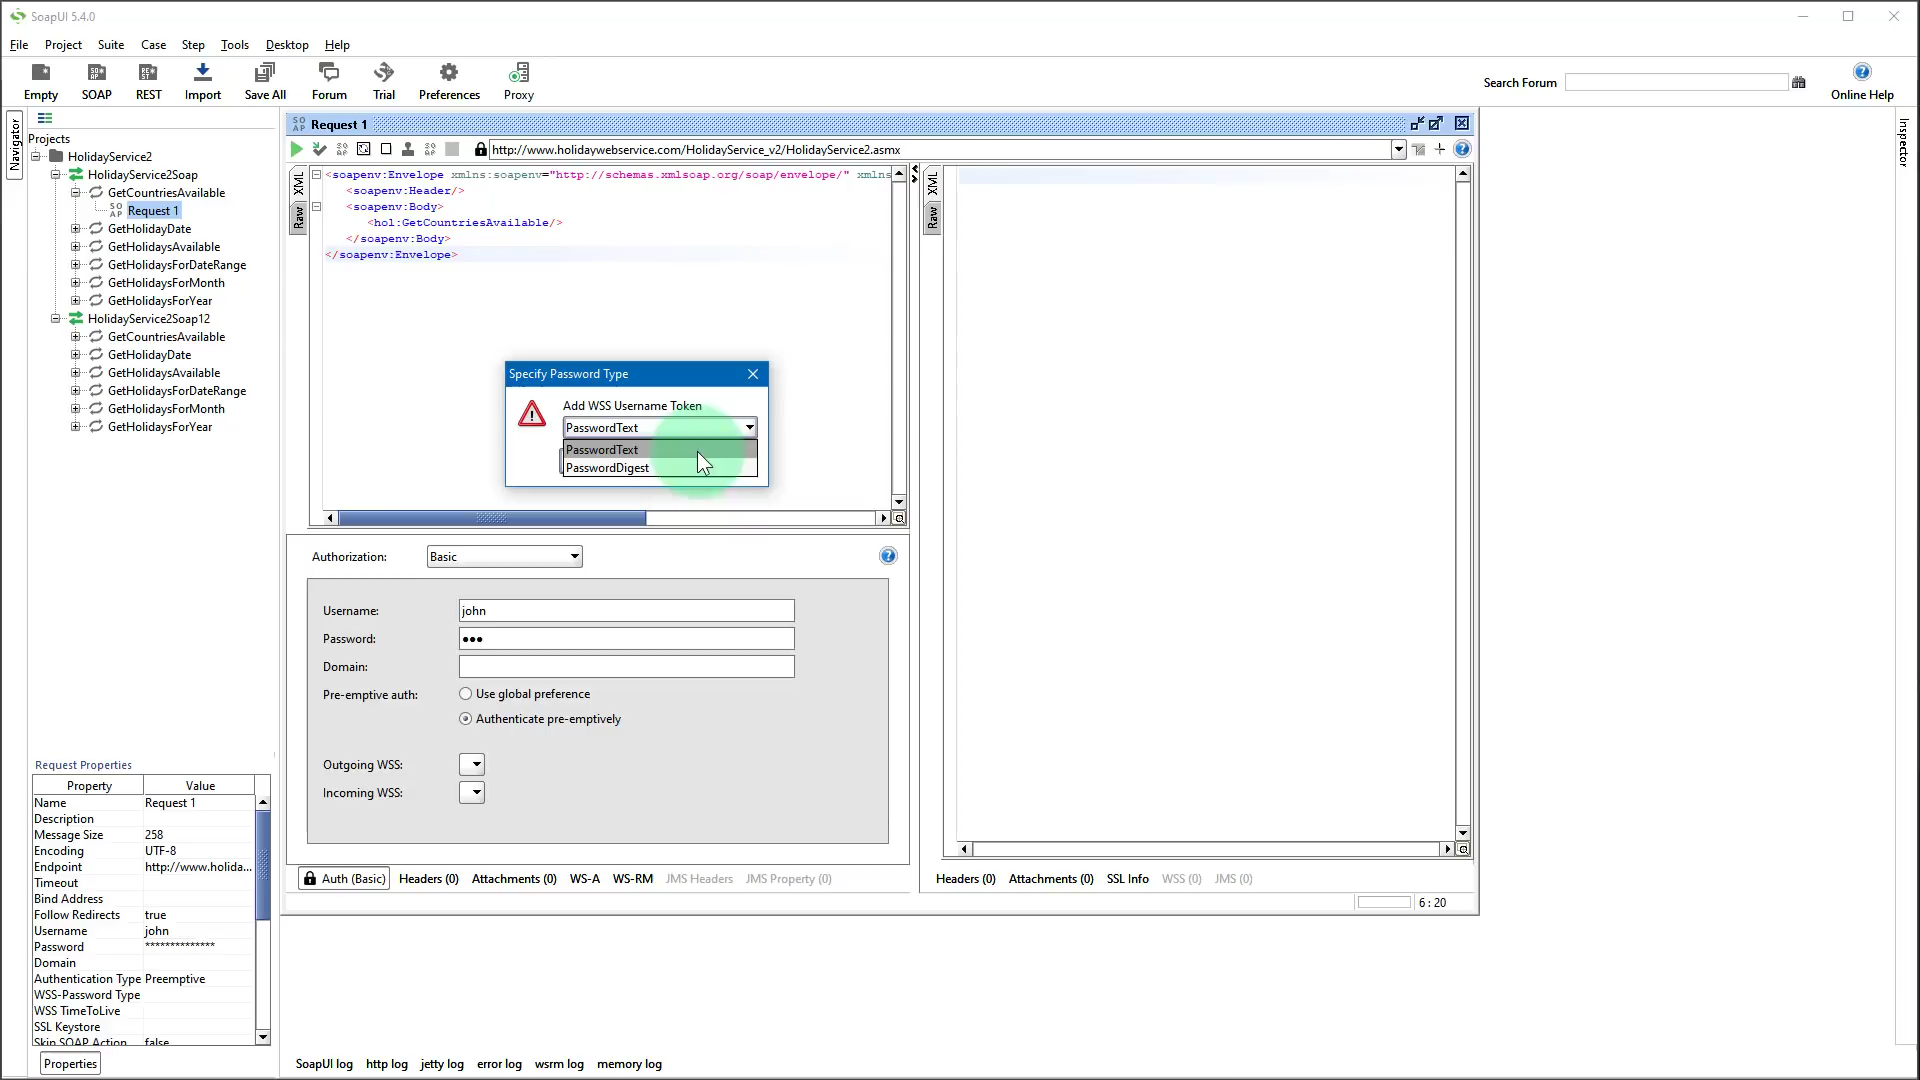 SoapUI 5.4.0
File Project Suite Case Step Tools Desktop Help
Empty SOAP REST Import Save All Forum Trial Preferences Proxy
Search Forum
Online Help
Navigator
Projects
HolidayService2
HolidayService2Soap
GetCountriesAvailable
Request 1
GetHolidayDate
GetHolidaysAvailable
GetHolidaysForDateRange
GetHolidaysForMonth
GetHolidaysForYear
HolidayService2Soap12
GetCountriesAvailable
GetHolidayDate
GetHolidaysAvailable
GetHolidaysForDateRange
GetHolidaysForMonth
GetHolidaysForYear
Request Properties
Property Value
Name Request 1
Description
Message Size 258
Encoding UTF-8
Endpoint http://www.holida...
Timeout
Bind Address
Follow Redirects true
Username john
Password **************
Domain
Authentication Type Preemptive
WSS-Password Type
WSS TimeToLive
SSL Keystore
Skip SOAP Action false
Properties
Request 1
http://www.holidaywebservice.com/HolidayService_v2/HolidayService2.asmx
XML
Raw
<soapenv:Envelope xmlns:soapenv="http://schemas.xmlsoap.org/soap/envelope/" xmlns
<soapenv:Header/>
<soapenv:Body>
<hol:GetCountriesAvailable/>
</soapenv:Body>
</soapenv:Envelope>
Specify Password Type
Add WSS Username Token
PasswordText
PasswordText
PasswordDigest
Authorization: Basic
Username: john
Password: •••
Domain:
Pre-emptive auth: Use global preference
Authenticate pre-emptively
Outgoing WSS:
Incoming WSS:
Auth (Basic) Headers (0) Attachments (0) WS-A WS-RM JMS Headers JMS Property (0)
XML
Raw
Headers (0) Attachments (0) SSL Info WSS (0) JMS (0)
6 : 20
Inspector
SoapUI log http log jetty log error log wsrm log memory log